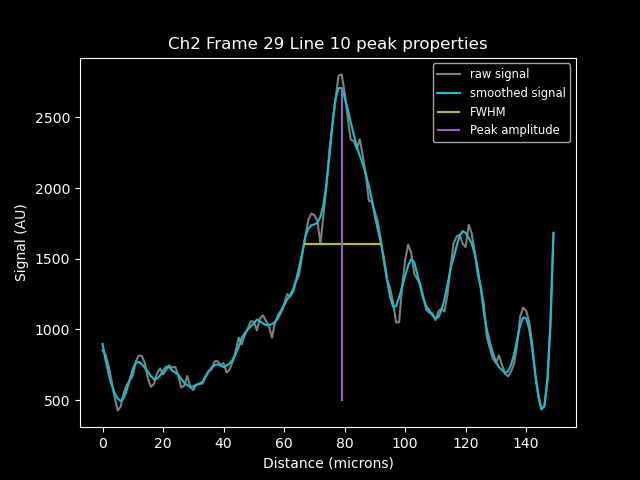 Ch2 Frame 29 Line 10 peak properties
raw signal
smoothed signal
FWHM
Peak amplitude
Signal (AU)
2500
2000
1500
1000
500
0 20 40 60 80 100 120 140
Distance (microns)